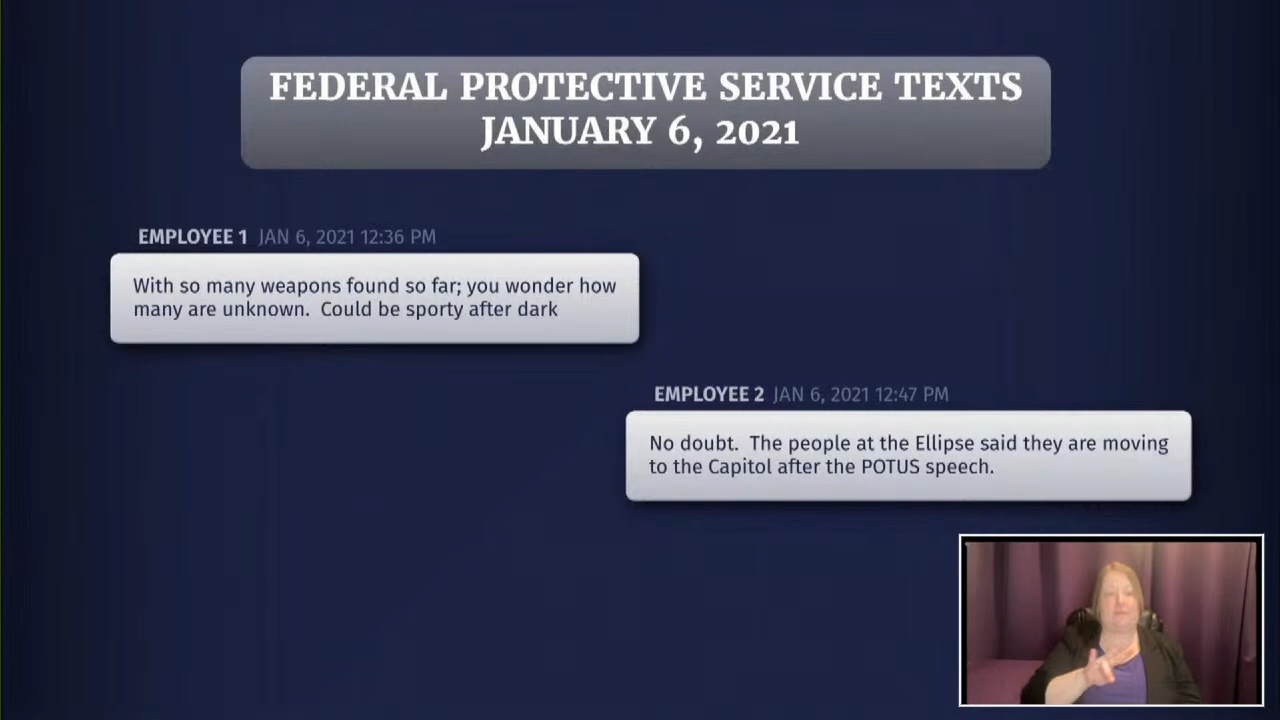 FEDERAL PROTECTIVE SERVICE TEXTS
JANUARY 6, 2021
EMPLOYEE 1 JAN 6, 2021 12:36 PM
With so many weapons found so far; you wonder how
many are unknown.  Could be sporty after dark
EMPLOYEE 2 JAN 6, 2021 12:47 PM
No doubt.  The people at the Ellipse said they are moving
to the Capitol after the POTUS speech.